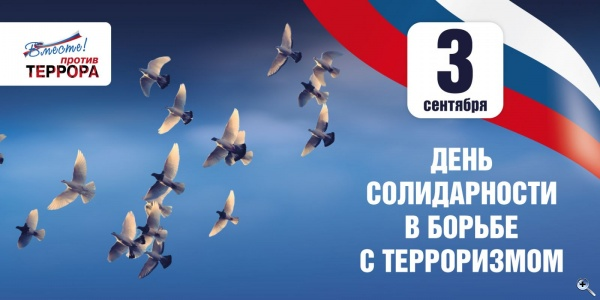 Вместе!
против
ТЕРРОРА
3
сентября
ДЕНЬ
СОЛИДАРНОСТИ
В БОРЬБЕ
С ТЕРРОРИЗМОМ